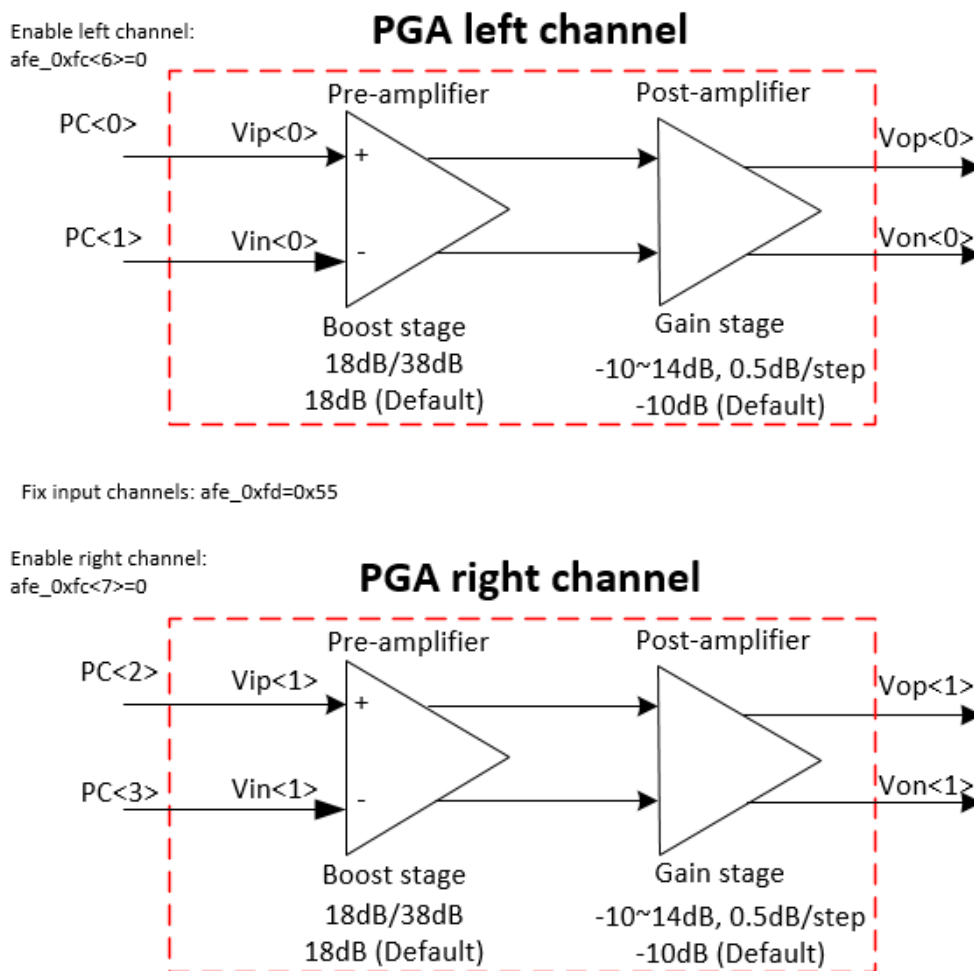 Enable left channel:
afe_0xfc<6>=0
PGA left channel
Pre-amplifier
Post-amplifier
PC<0>
Vip<0>
+
Vop<0>
PC<1>
Vin<0>
-
Von<0>
Boost stage
18dB/38dB
18dB (Default)
Gain stage
-10~14dB, 0.5dB/step
-10dB (Default)
Fix input channels: afe_0xfd=0x55
Enable right channel:
afe_0xfc<7>=0
PGA right channel
Pre-amplifier
Post-amplifier
PC<2>
Vip<1>
+
Vop<1>
PC<3>
Vin<1>
-
Von<1>
Boost stage
18dB/38dB
18dB (Default)
Gain stage
-10~14dB, 0.5dB/step
-10dB (Default)